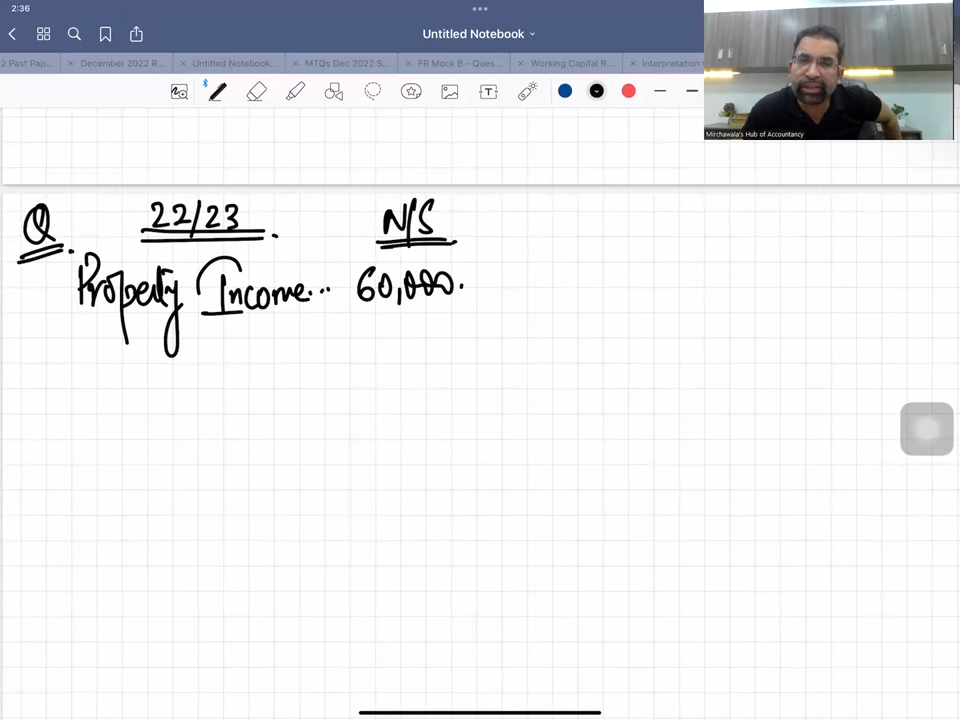 2:36
Untitled Notebook
2 Past Pap...
December 2022 R...
Untitled Notebook...
MTQs Dec 2022 S...
FR Mock B - Ques...
Working Capital R...
Interpretation
Mirchawala's Hub of Accountancy
Q. 22/23. N/S
Property Income... 60,000.